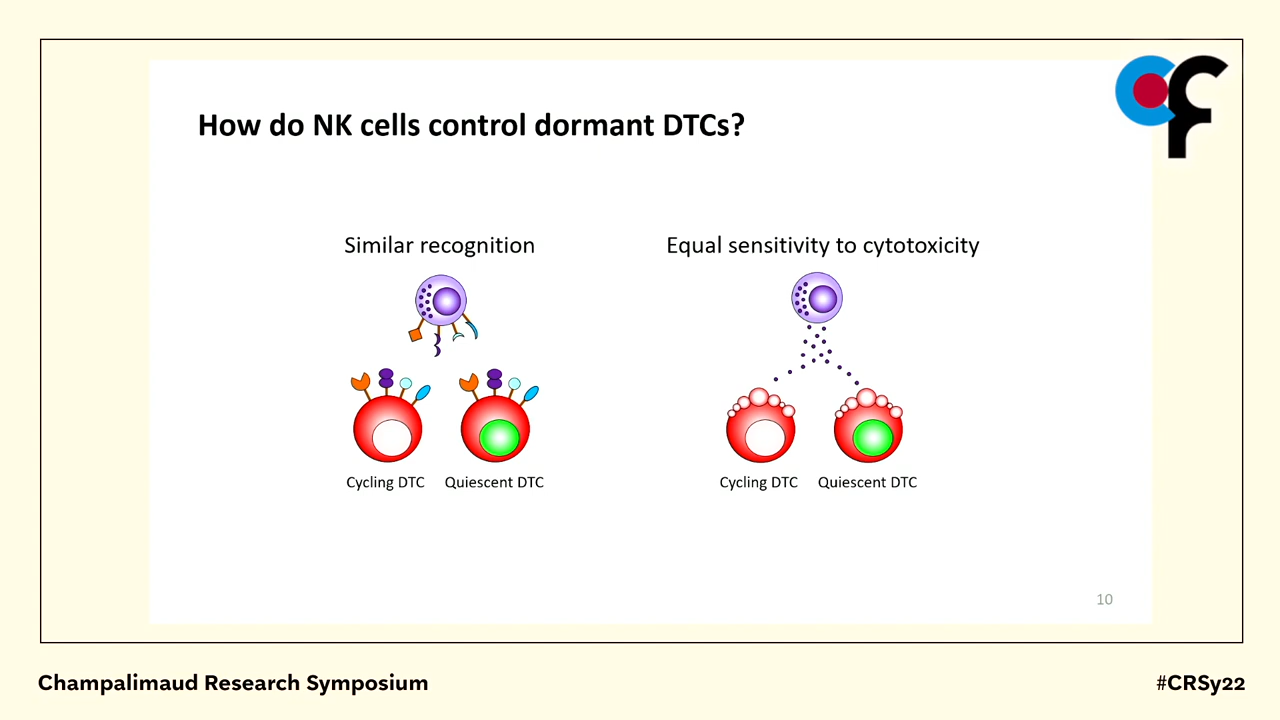 How do NK cells control dormant DTCs?
Similar recognition
Equal sensitivity to cytotoxicity
Cycling DTC
Quiescent DTC
Cycling DTC
Quiescent DTC
10
Champalimaud Research Symposium
#CRSy22